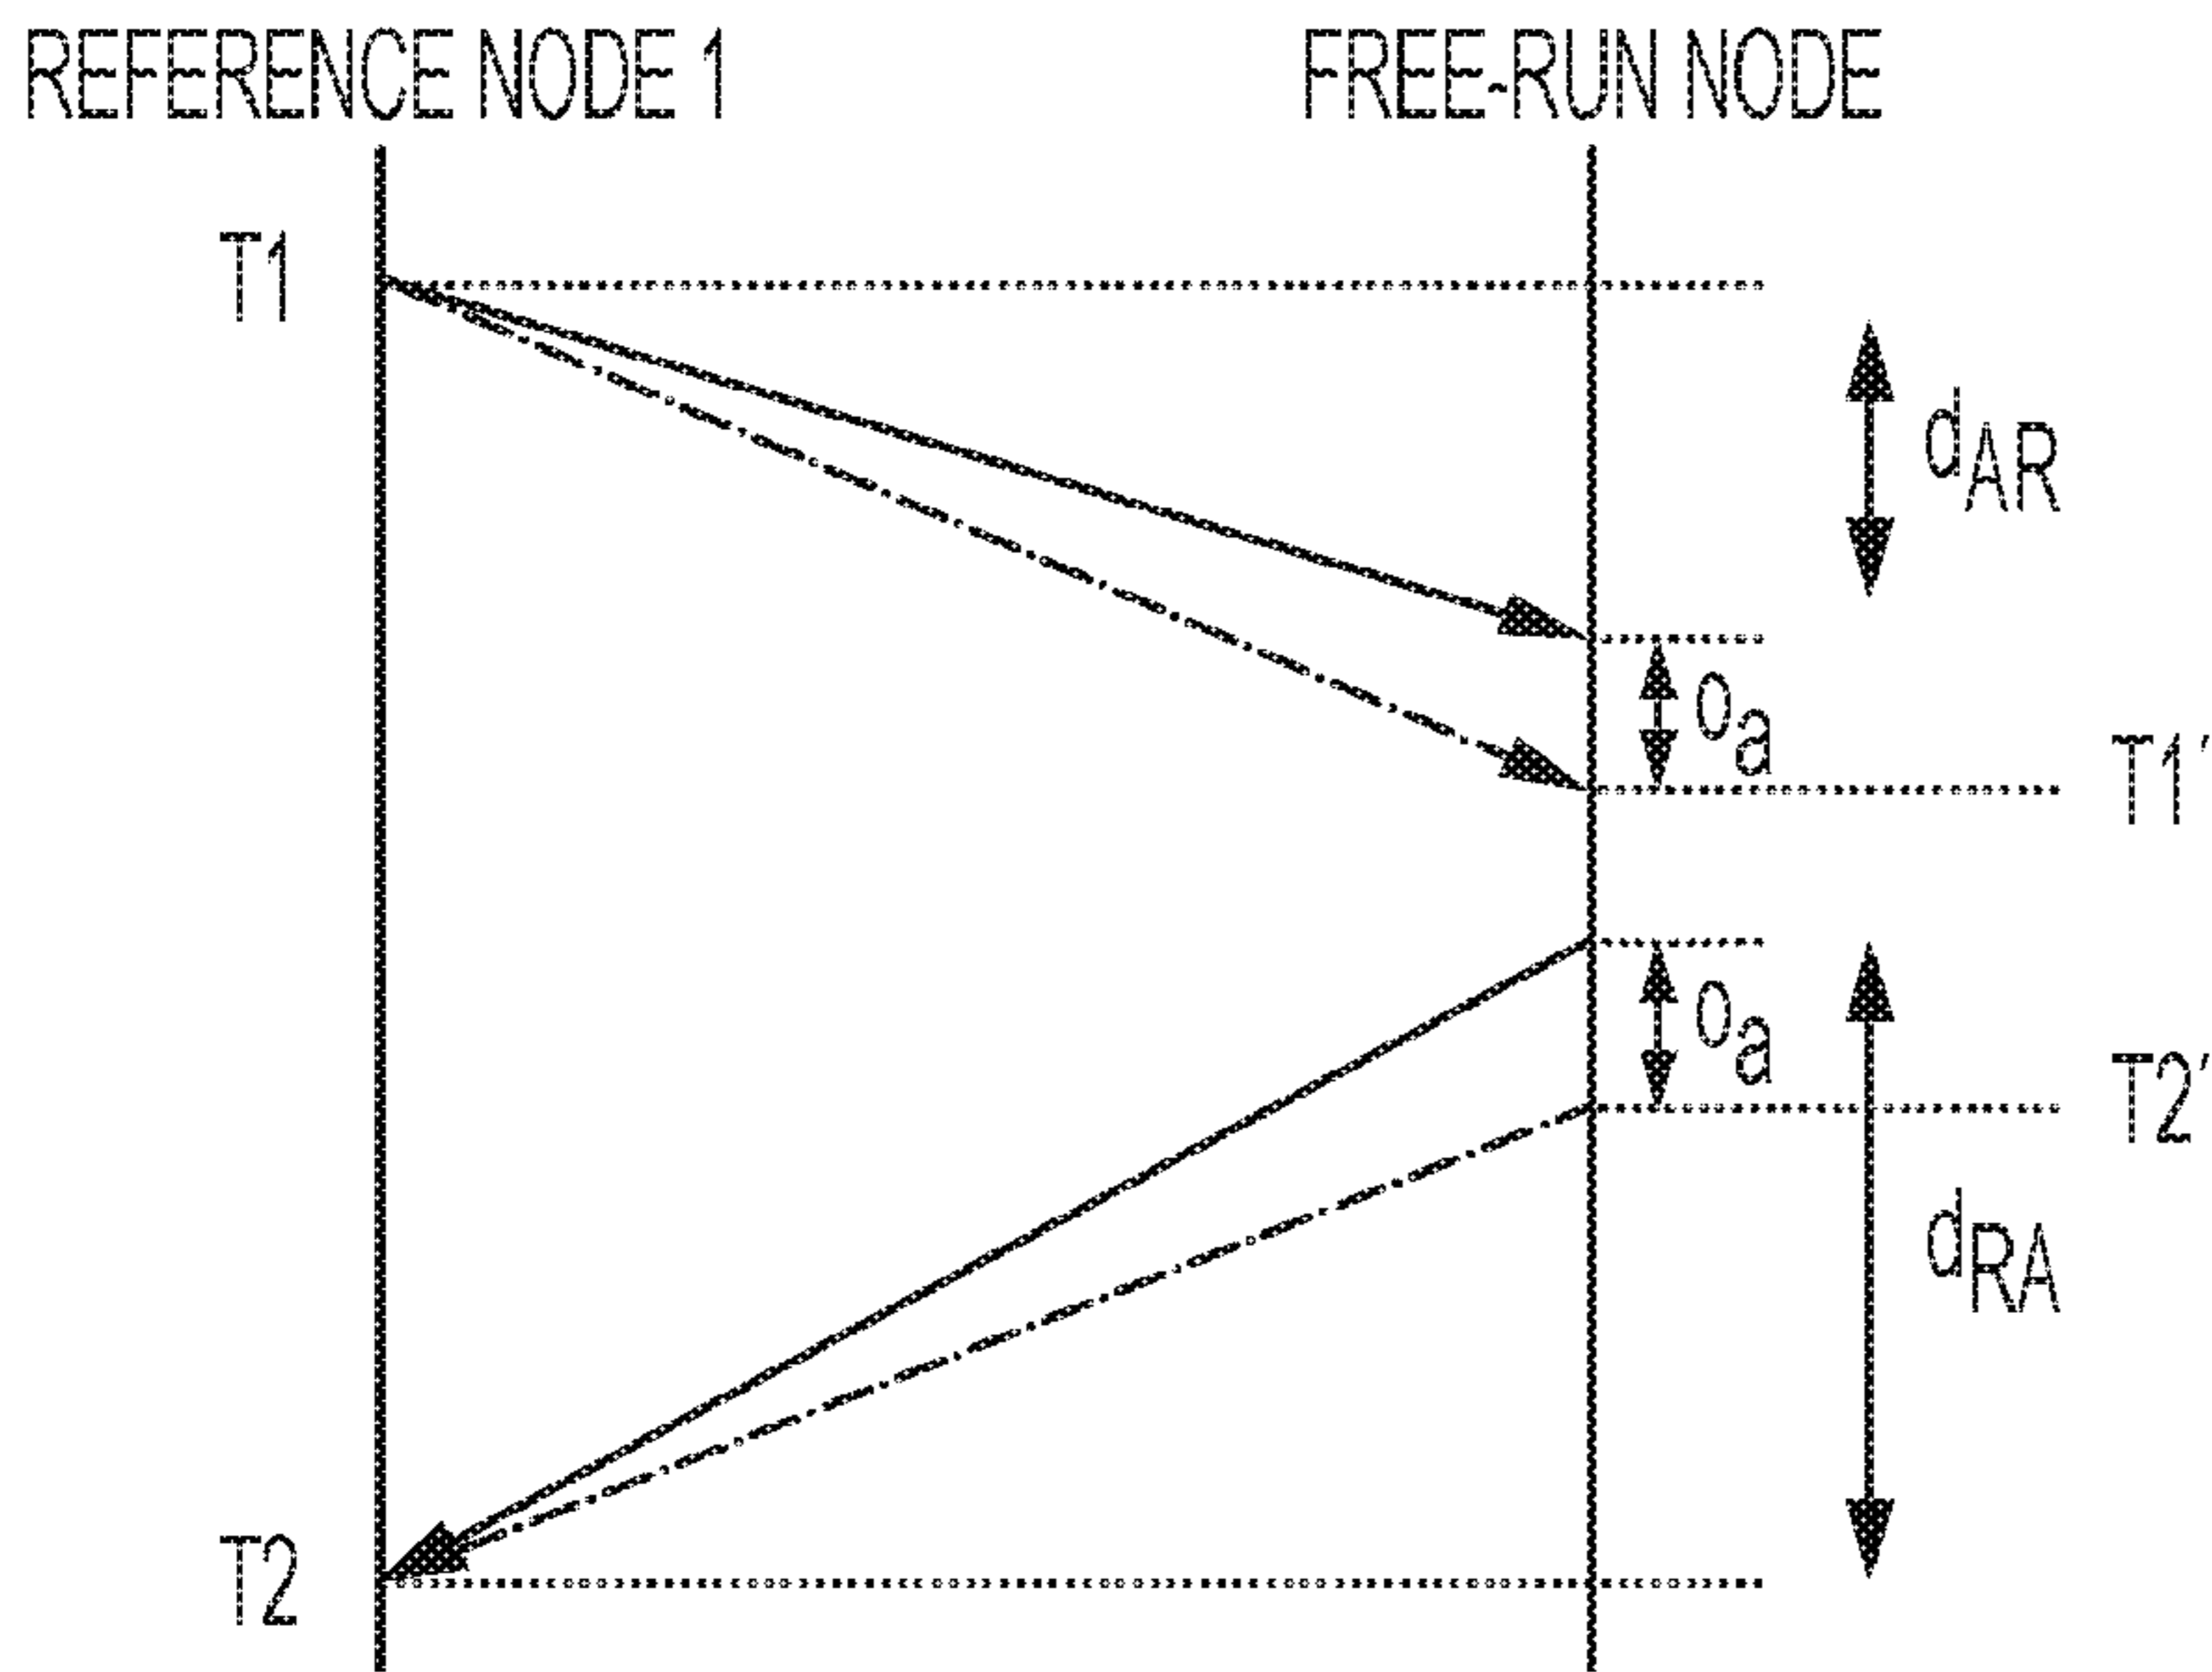 REFERENCE NODE 1
FREE-RUN NODE
T1
dAR
oa
T1′
oa
T2′
dRA
T2